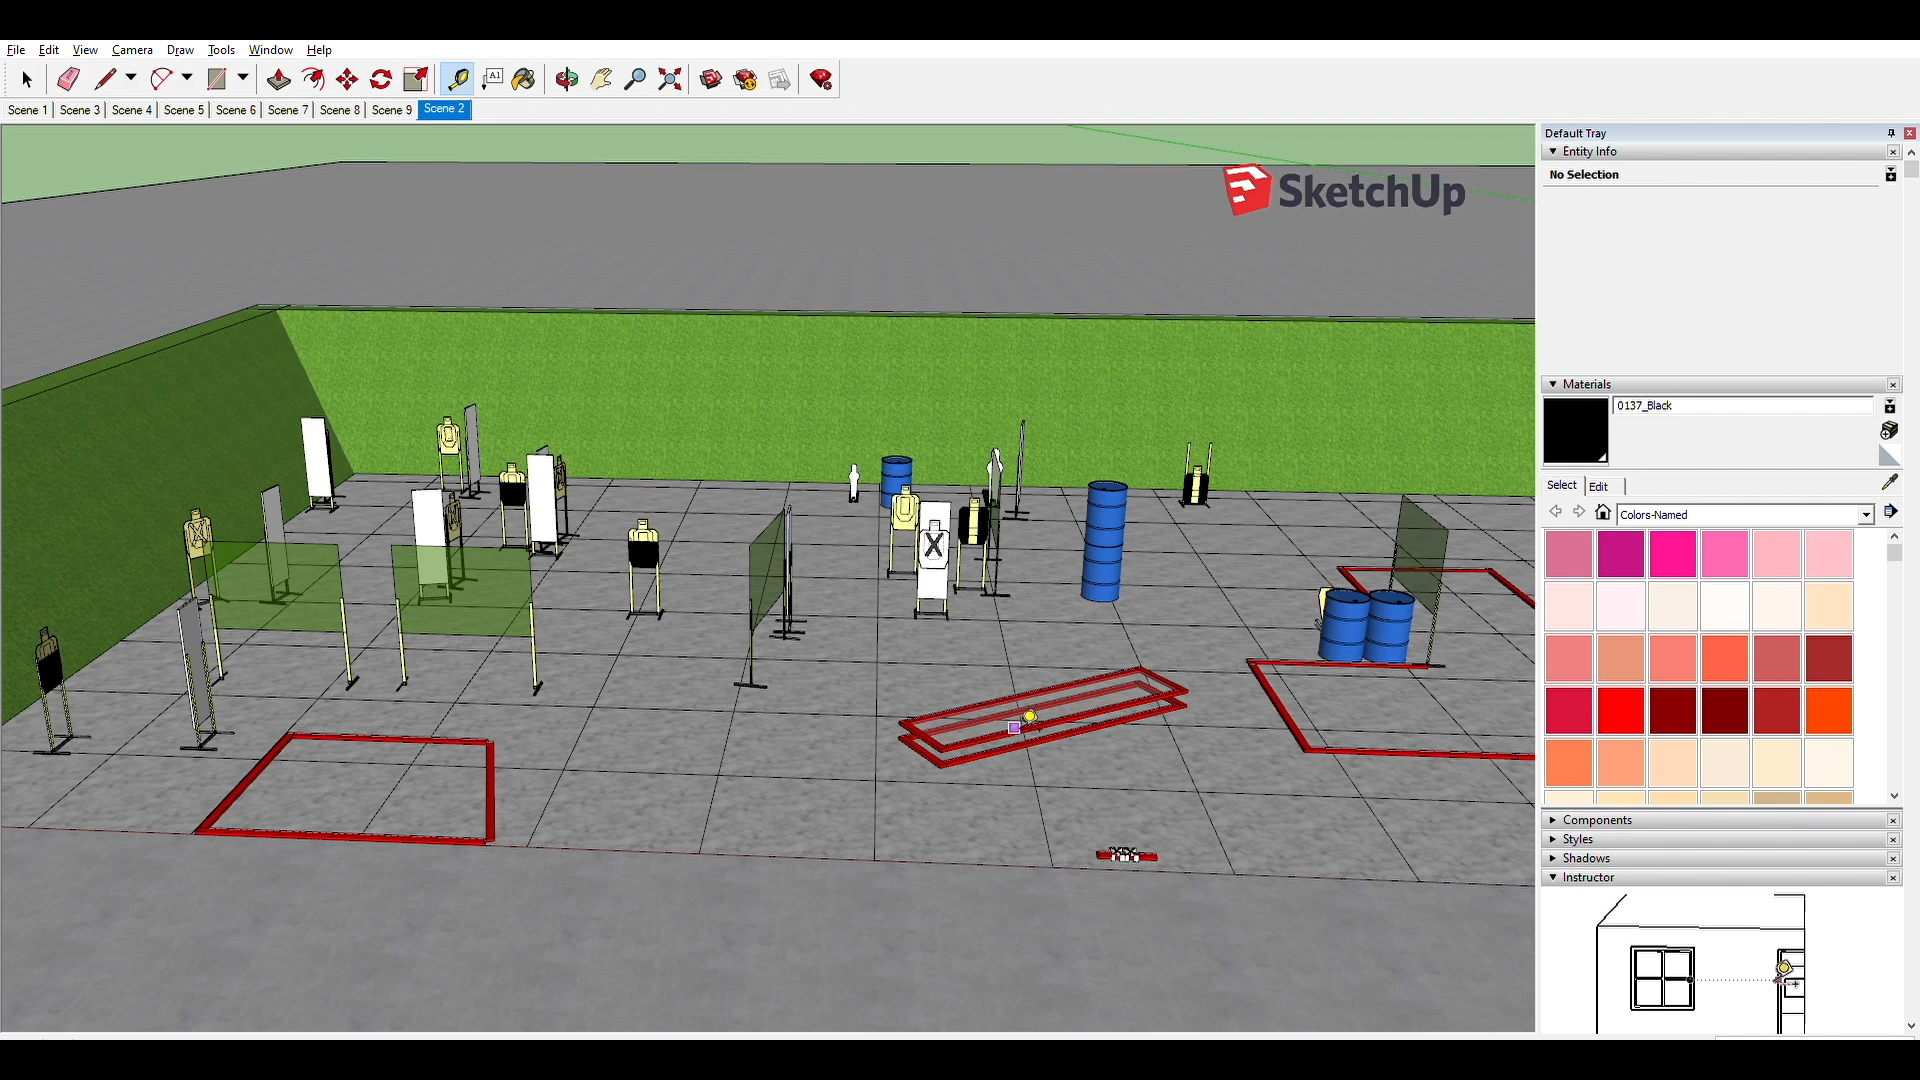 File Edit View Camera Draw Tools Window Help
A1
Scene 1 Scene 3 Scene 4 Scene 5 Scene 6 Scene 7 Scene 8 Scene 9 Scene 2
SketchUp
Default Tray
Entity Info
No Selection
Materials
0137_Black
Select Edit
Colors-Named
Components
Styles
Shadows
Instructor